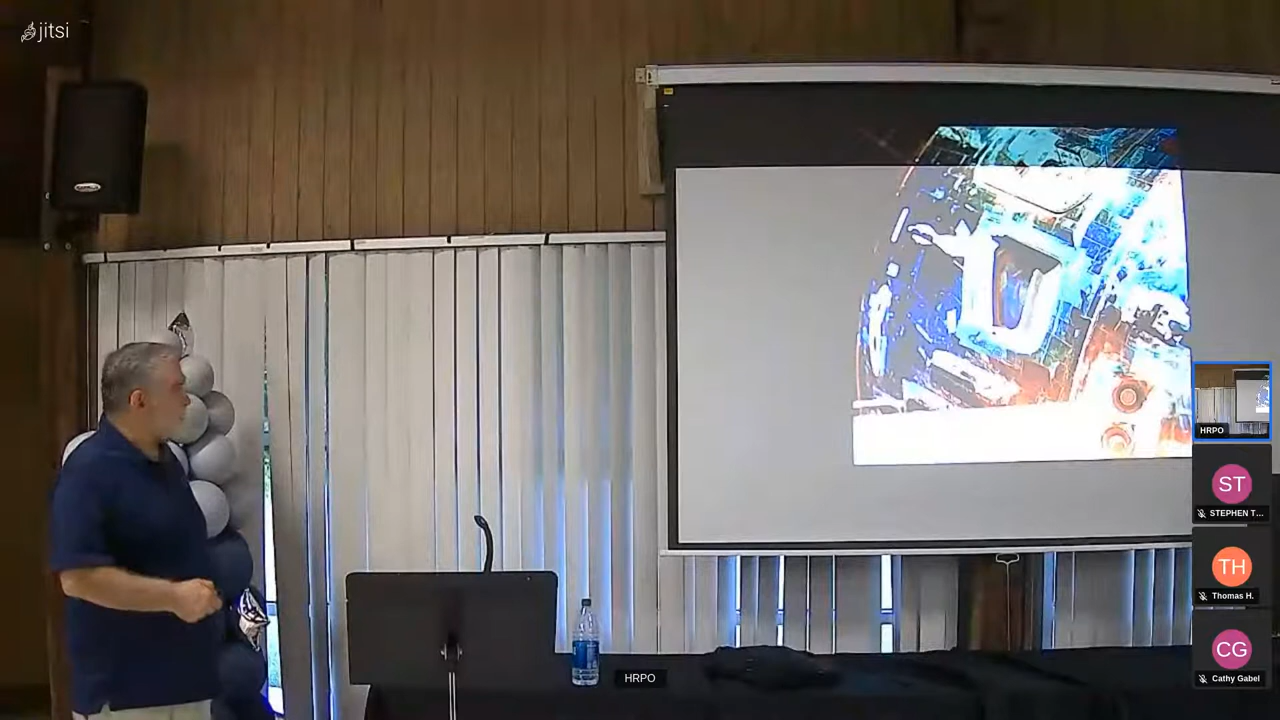 jitsi
HRPO
STEPHEN T...
TH
Thomas H.
CG
Cathy Gabel
ST
HRPO